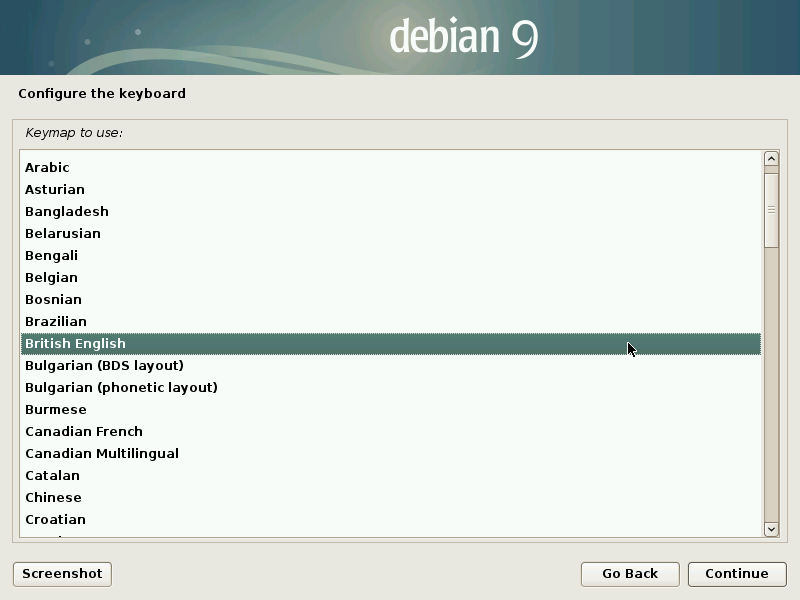 debian 9
Configure the keyboard
Keymap to use:
Arabic
Asturian
Bangladesh
Belarusian
Bengali
Belgian
Bosnian
Brazilian
British English
Bulgarian (BDS layout)
Bulgarian (phonetic layout)
Burmese
Canadian French
Canadian Multilingual
Catalan
Chinese
Croatian
Screenshot
Go Back
Continue